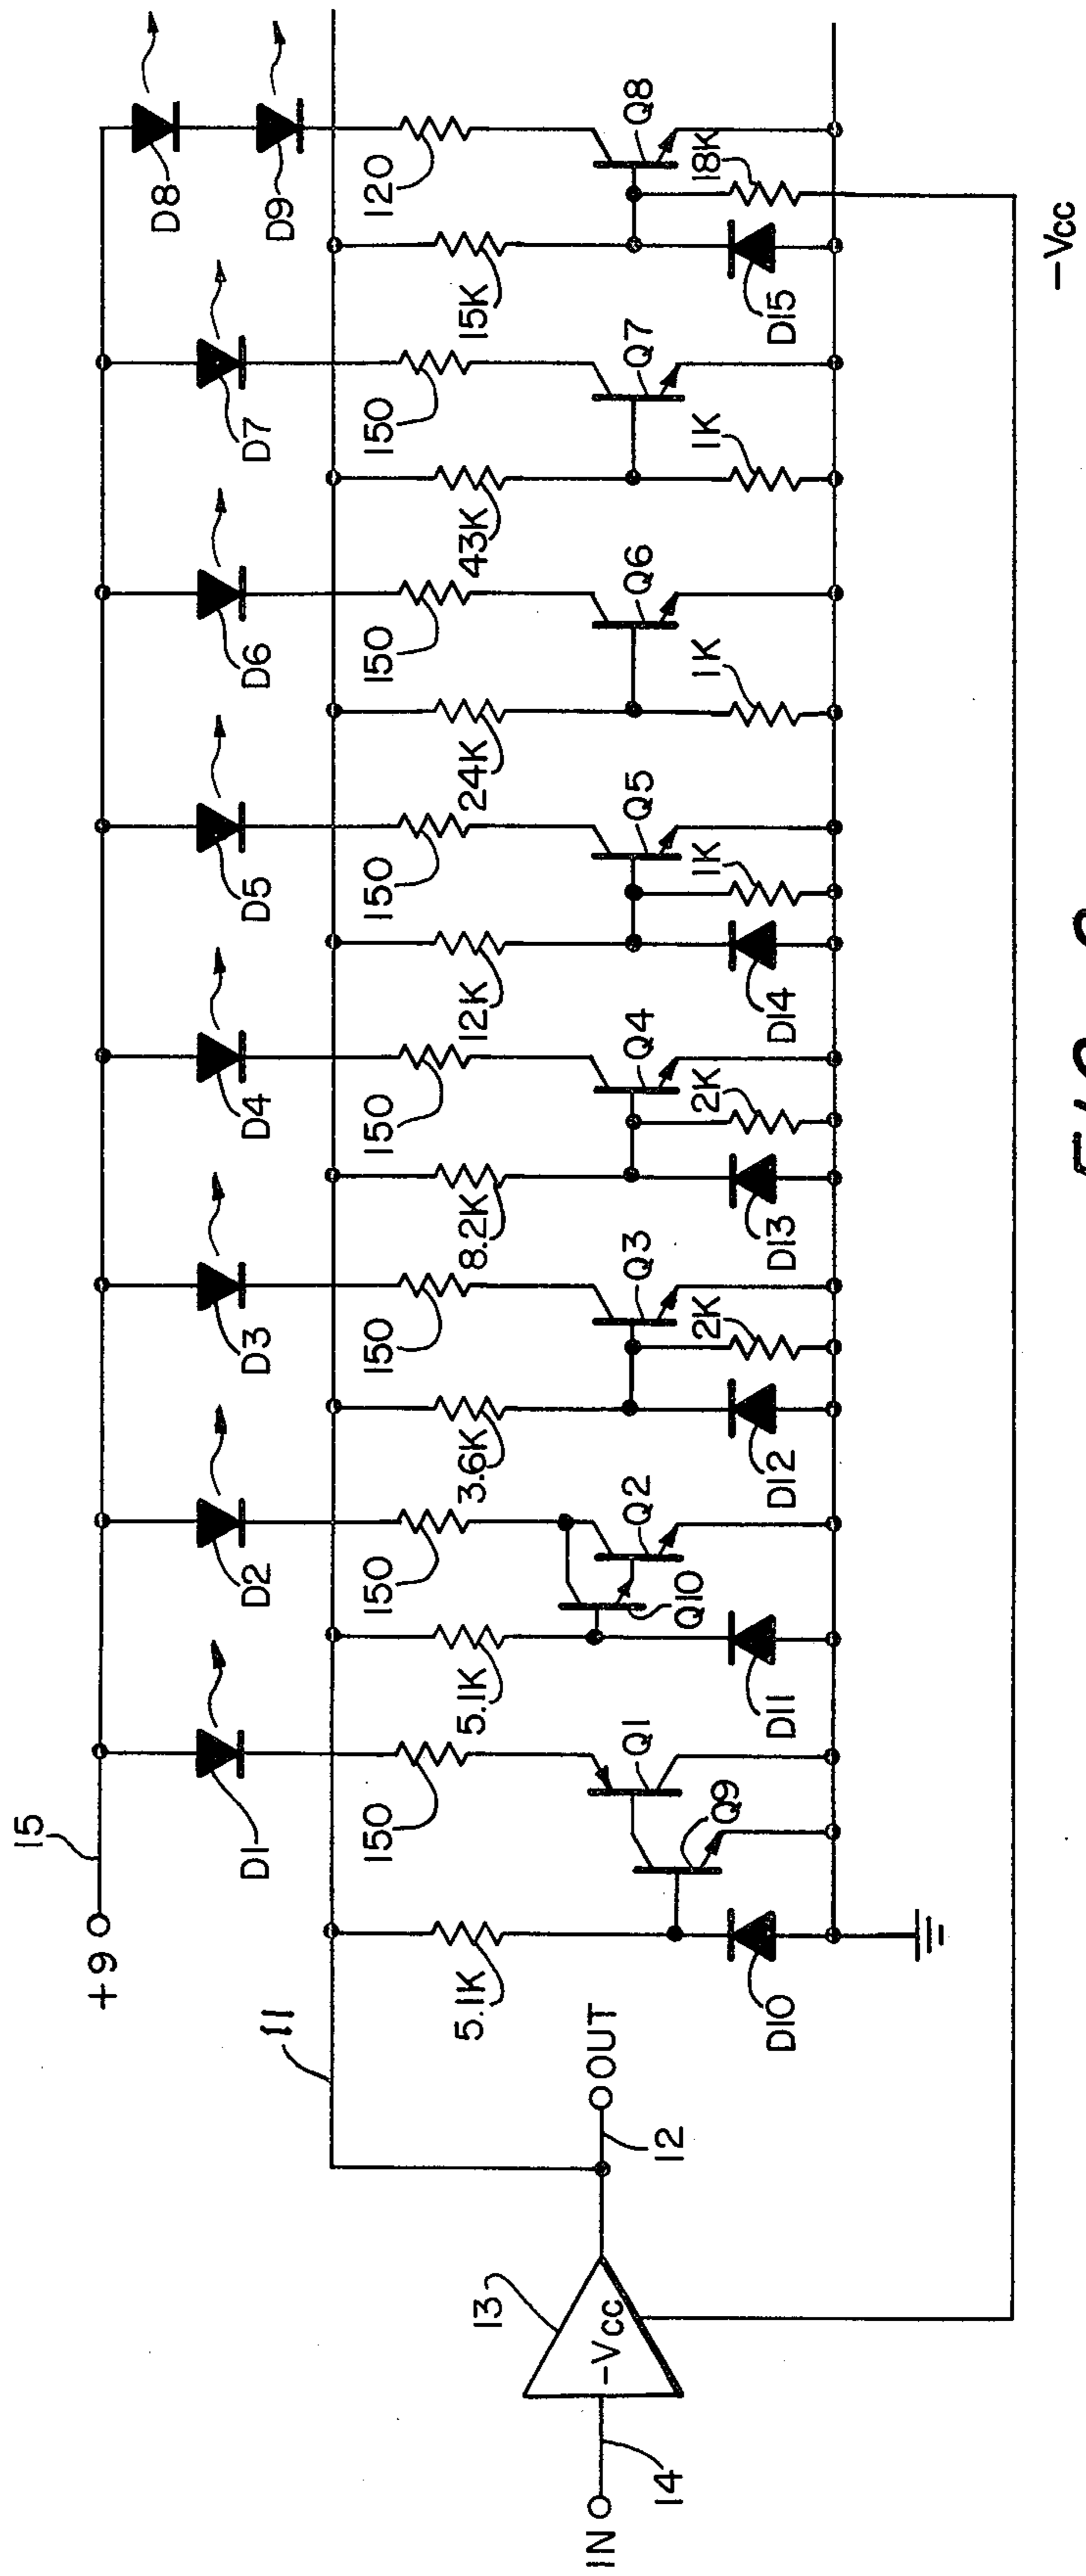 +9
15
D1
D2
D3
D4
D5
D6
D7
D8
D9
11
150
150
150
150
150
150
150
120
5.1K
5.1K
3.6K
8.2K
12K
24K
43K
15K
Q1
Q2
Q3
Q4
Q5
Q6
Q7
Q8
Q9
Q10
2K
2K
1K
1K
1K
18K
D10
D11
D12
D13
D14
D15
IN
14
13
-Vcc
12
OUT
-Vcc